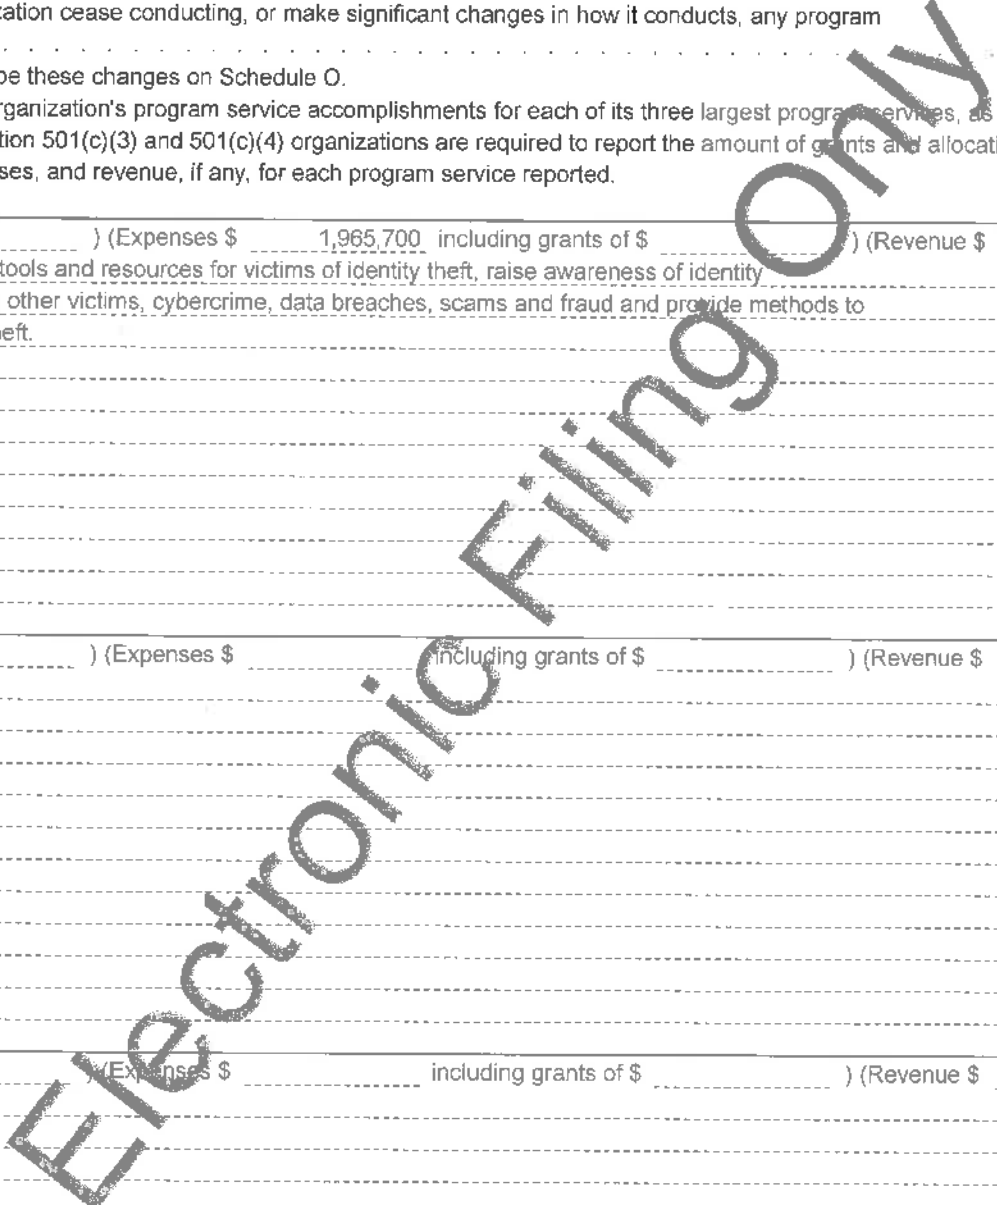 ation cease conducting, or make significant changes in how it conducts, any program
be these changes on Schedule O.
rganization's program service accomplishments for each of its three largest program services, as
tion 501(c)(3) and 501(c)(4) organizations are required to report the amount of grants and allocati
ses, and revenue, if any, for each program service reported.
) (Expenses $ 1,965,700 including grants of $ ) (Revenue $
tools and resources for victims of identity theft, raise awareness of identity
other victims, cybercrime, data breaches, scams and fraud and provide methods to
eft.
) (Expenses $ including grants of $ ) (Revenue $
) (Expenses $ including grants of $ ) (Revenue $
Electronic Filing Only